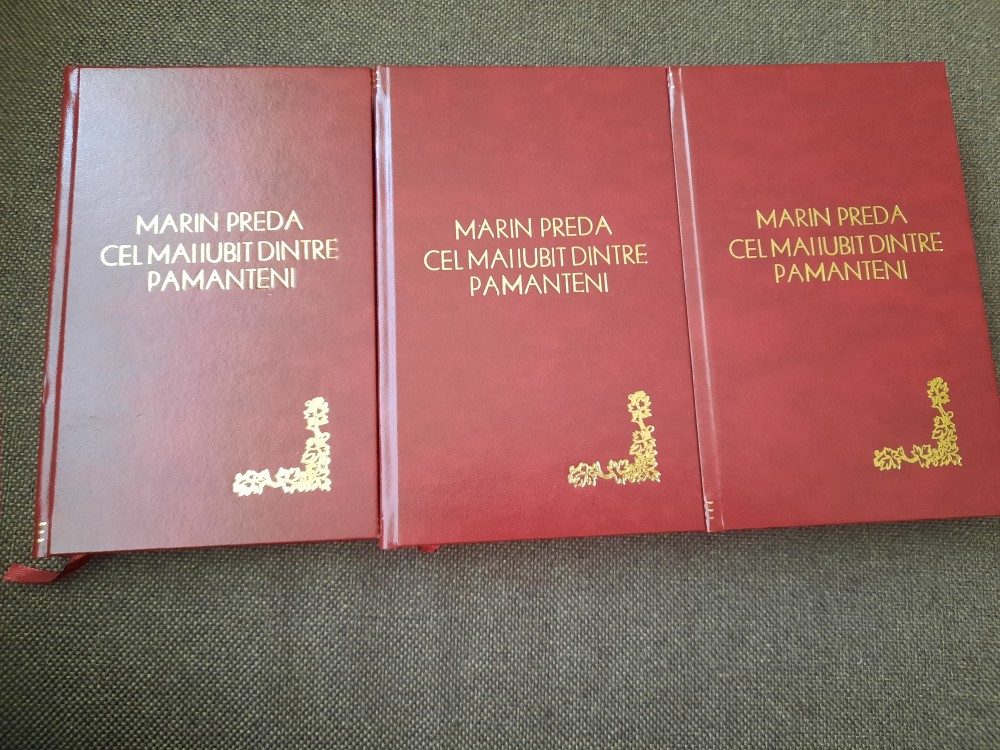 MARIN PREDA
CEL MAI IUBIT DINTRE
PAMANTENI
MARIN PREDA
CEL MAI IUBIT DINTRE
PAMANTENI
MARIN PREDA
CEL MAI IUBIT DINTRE
PAMANTENI